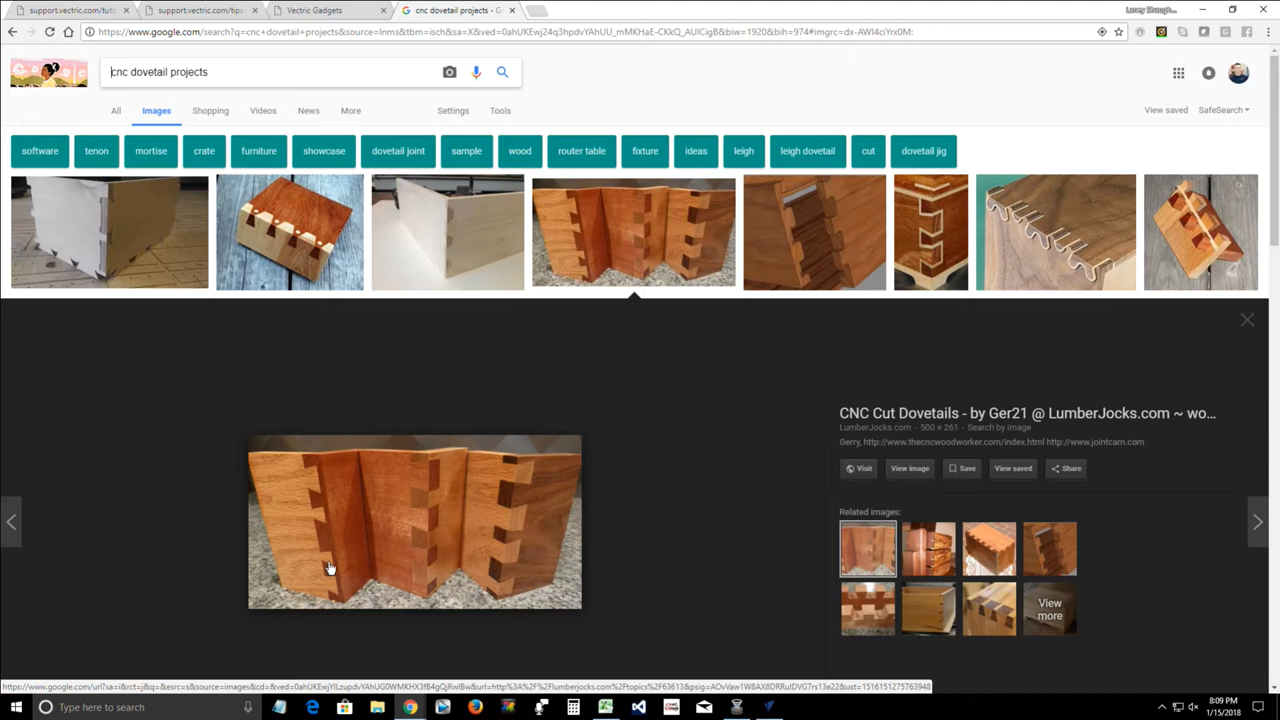 support.vectric.com/tuto
support.vectric.com/tips-
Vectric Gadgets
cnc dovetail projects - G
https://www.google.com/search?q=cnc+dovetail+projects&source=lnms&tbm=isch&sa=X&ved=0ahUKEwj24q3hpdvYAhUU_mMKHaE-CKkQ_AUICigB&biw=1920&bih=974#imgrc=dx-AWl4ciYrx0M:
cnc dovetail projects
All Images Shopping Videos News More Settings Tools
View saved SafeSearch
software tenon mortise crate furniture showcase dovetail joint sample wood router table fixture ideas leigh leigh dovetail cut dovetail jig
CNC Cut Dovetails - by Ger21 @ LumberJocks.com ~ wo...
LumberJocks.com - 500 × 261 - Search by image
Gerry, http://www.thecncwoodworker.com/index.html http://www.jointcam.com
Visit View image Save View saved Share
Related images:
View
more
Type here to search
8:09 PM
1/15/2018